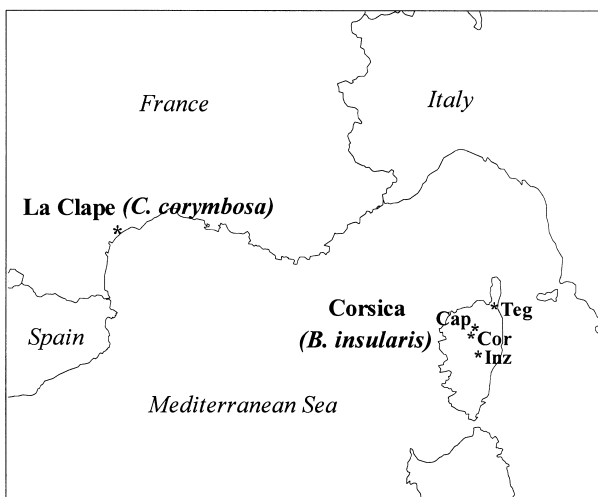 France
Italy
La Clape (C. corymbosa)
Corsica
(B. insularis)
Teg
Cap
Cor
Inz
Spain
Mediterranean Sea